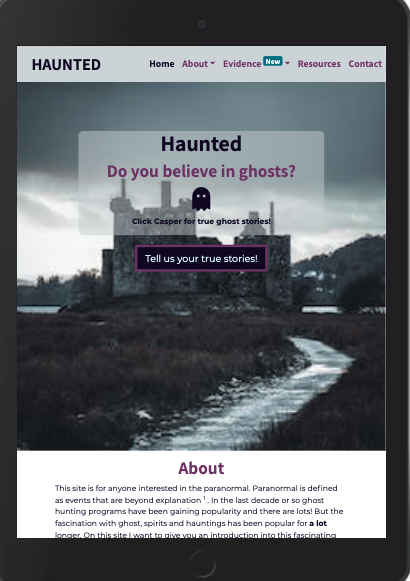 HAUNTED
Home About Evidence New Resources Contact
Haunted
Do you believe in ghosts?
Click Casper for true ghost stories!
Tell us your true stories!
About
This site is for anyone interested in the paranormal. Paranormal is defined
as events that are beyond explanation 1 . In the last decade or so ghost
hunting programs have been gaining popularity and there are lots! But the
fascination with ghost, spirits and hauntings has been popular for a lot
longer. On this site I want to give you an introduction into this fascinating